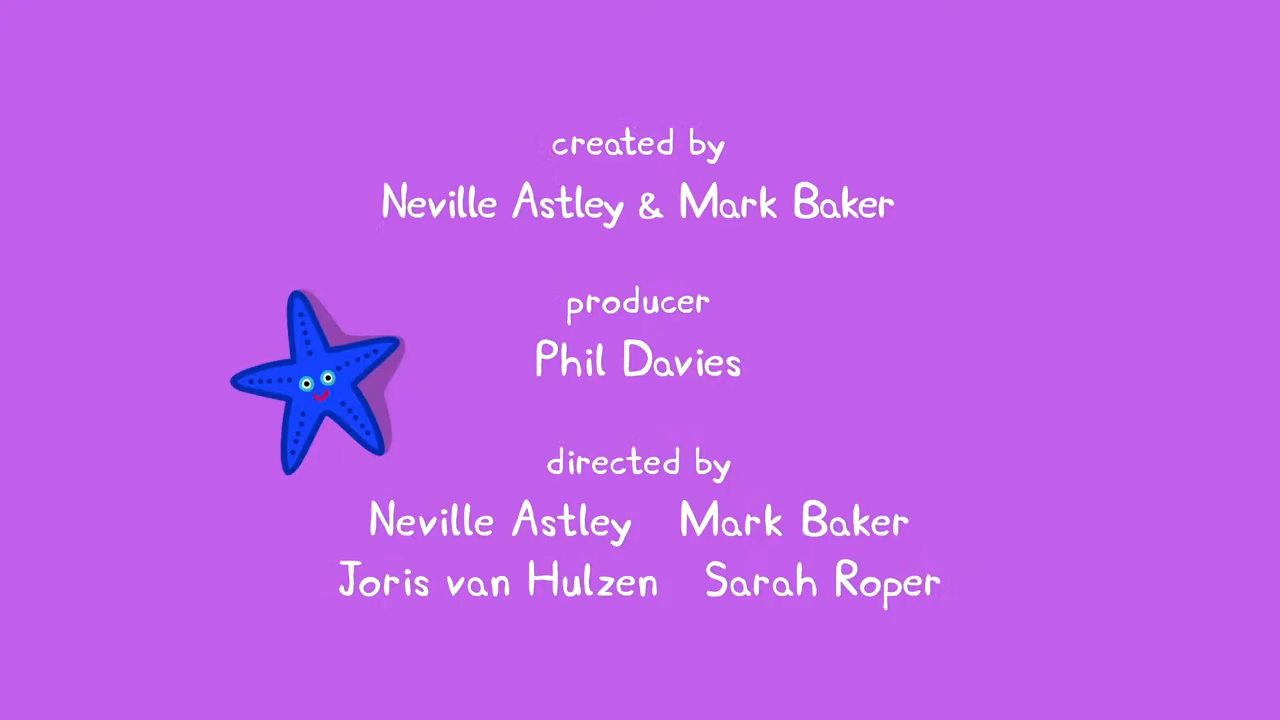 created by
Neville Astley & Mark Baker
producer
Phil Davies
directed by
Neville Astley Mark Baker
Joris van Hulzen Sarah Roper